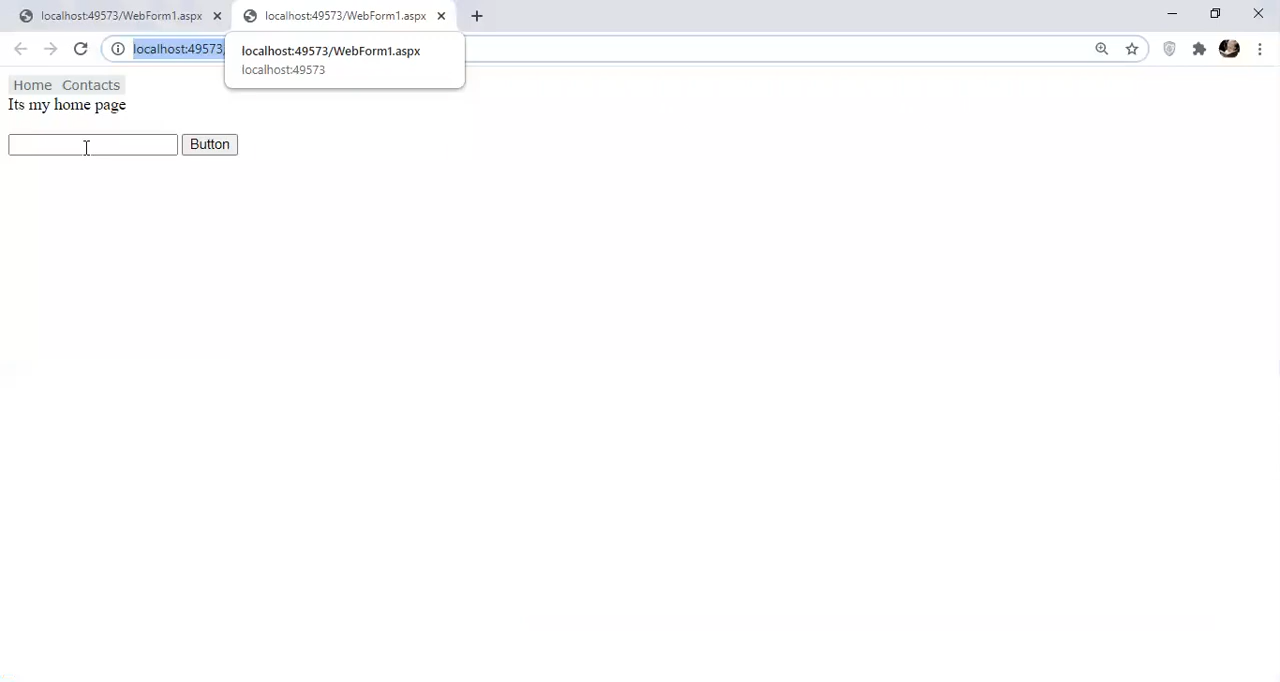 localhost:49573/WebForm1.aspx
localhost:49573/WebForm1.aspx
localhost:49573/
localhost:49573/WebForm1.aspx
localhost:49573
Home Contacts
Its my home page
Button